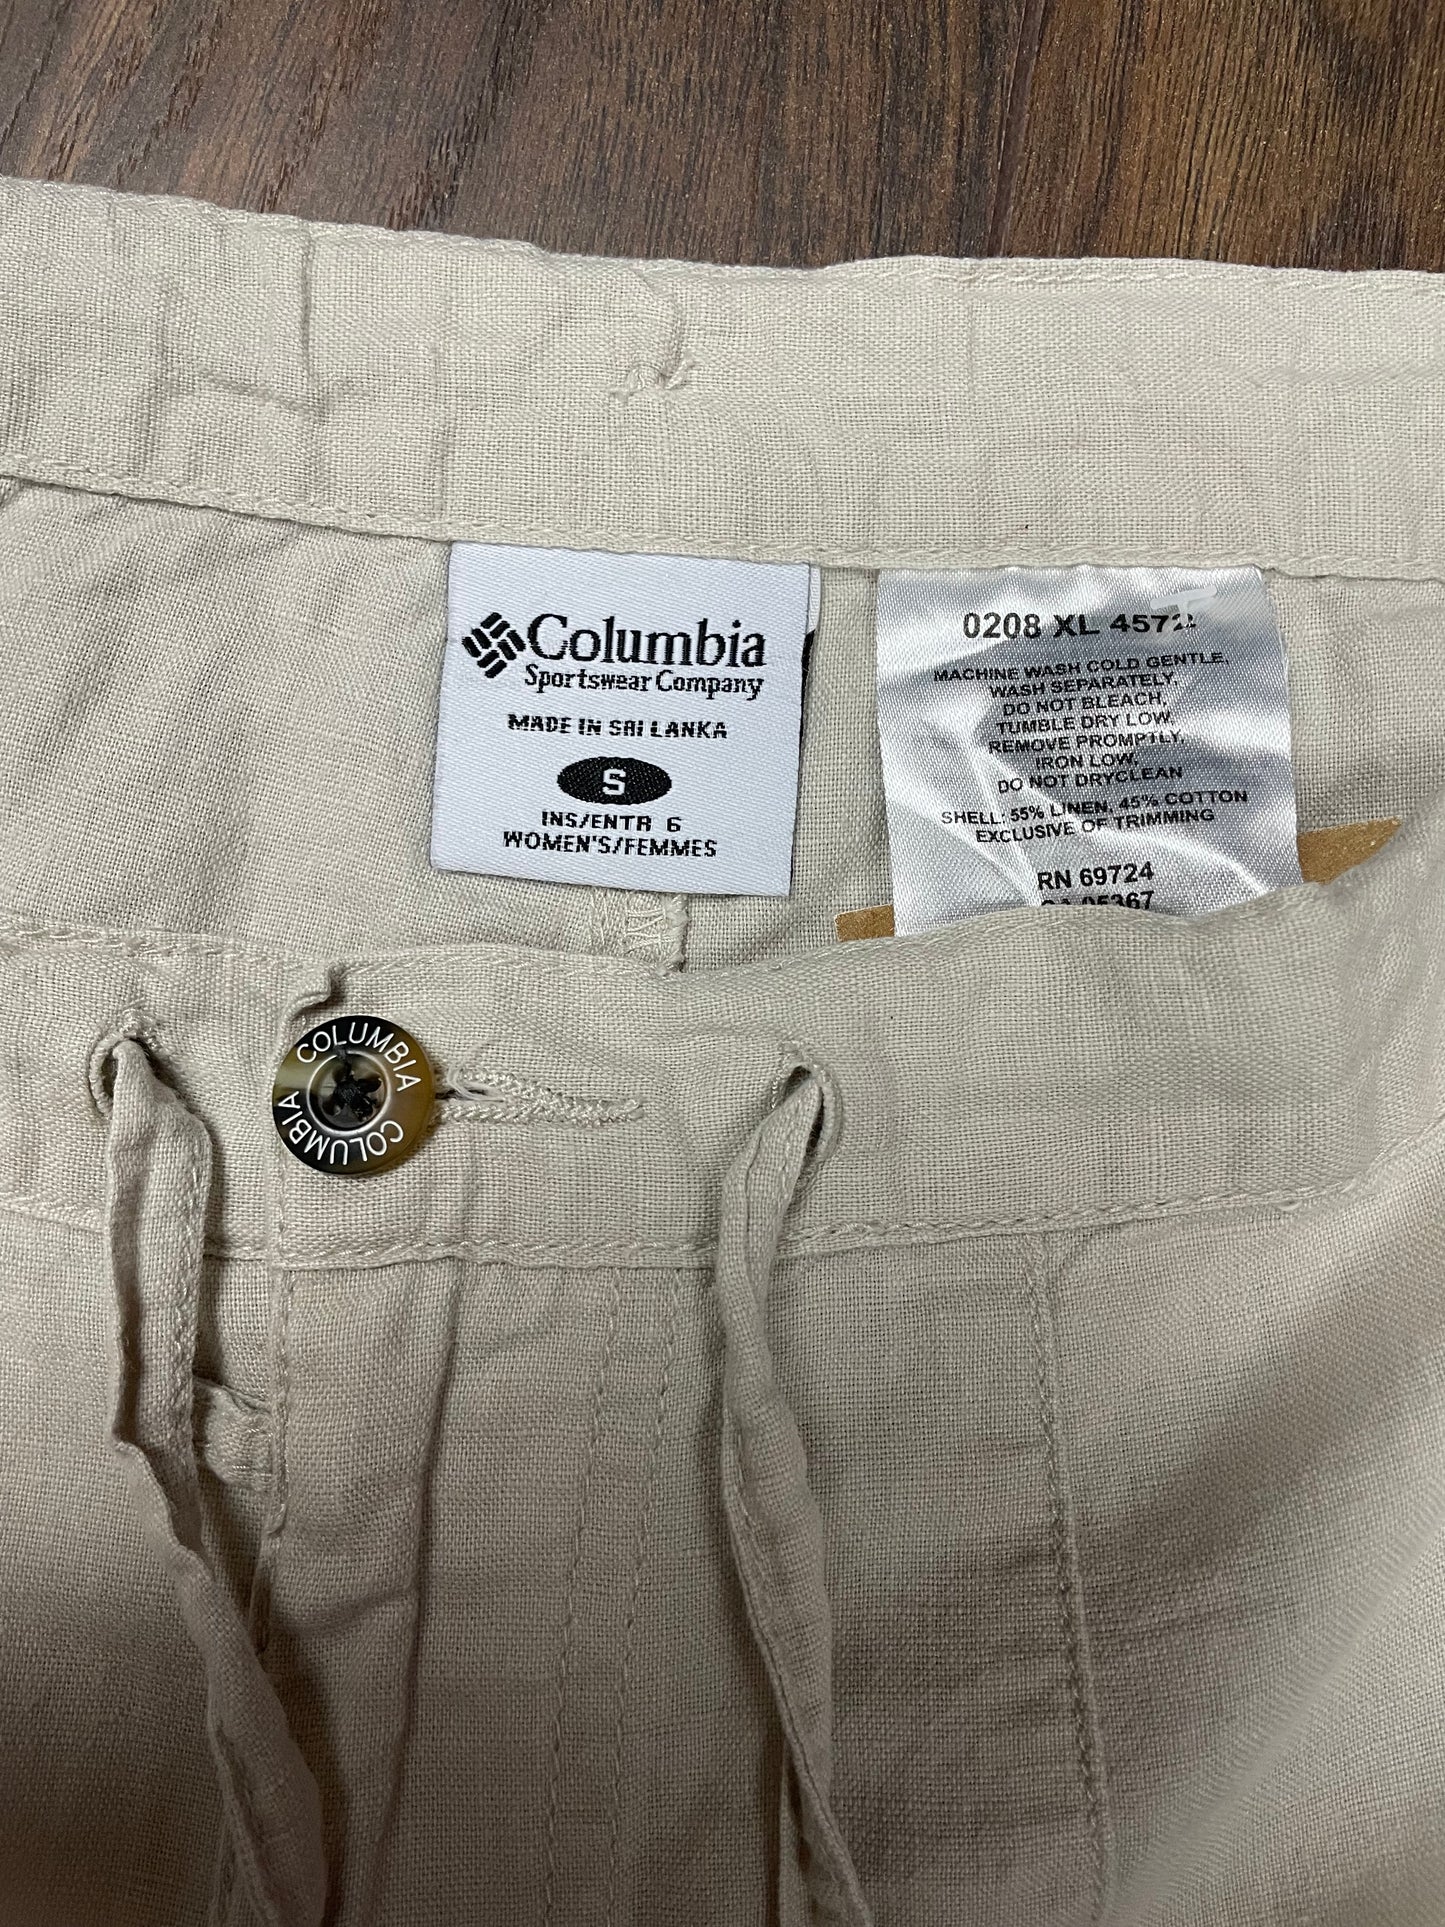 Columbia
Sportswear Company
MADE IN SRI LANKA
S
INS/ENTR 6
WOMEN'S/FEMMES
0208 XL
MACHINE WASH COLD GENTLE,
WASH SEPARATELY,
DO NOT BLEACH,
TUMBLE DRY LOW,
REMOVE PROMPTLY,
IRON LOW,
DO NOT DRYCLEAN
SHELL: 55% LINEN, 45% COTTON
EXCLUSIVE OF TRIMMING
RN 69724
CA 05367
COLUMBIA
COLUMBIA